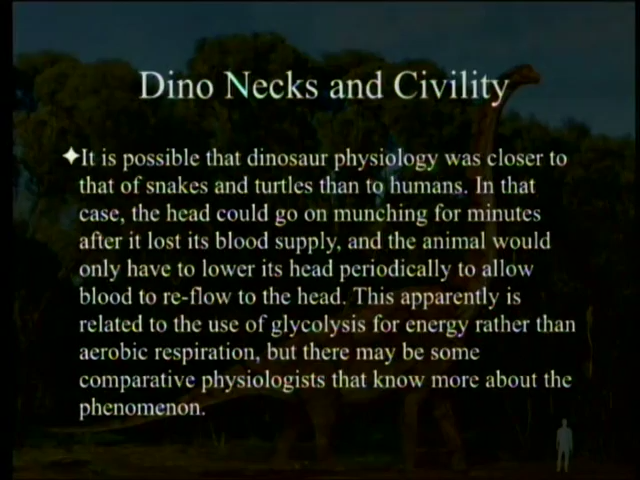 Dino Necks and Civility
✦It is possible that dinosaur physiology was closer to
that of snakes and turtles than to humans. In that
case, the head could go on munching for minutes
after it lost its blood supply, and the animal would
only have to lower its head periodically to allow
blood to re-flow to the head. This apparently is
related to the use of glycolysis for energy rather than
aerobic respiration, but there may be some
comparative physiologists that know more about the
phenomenon.